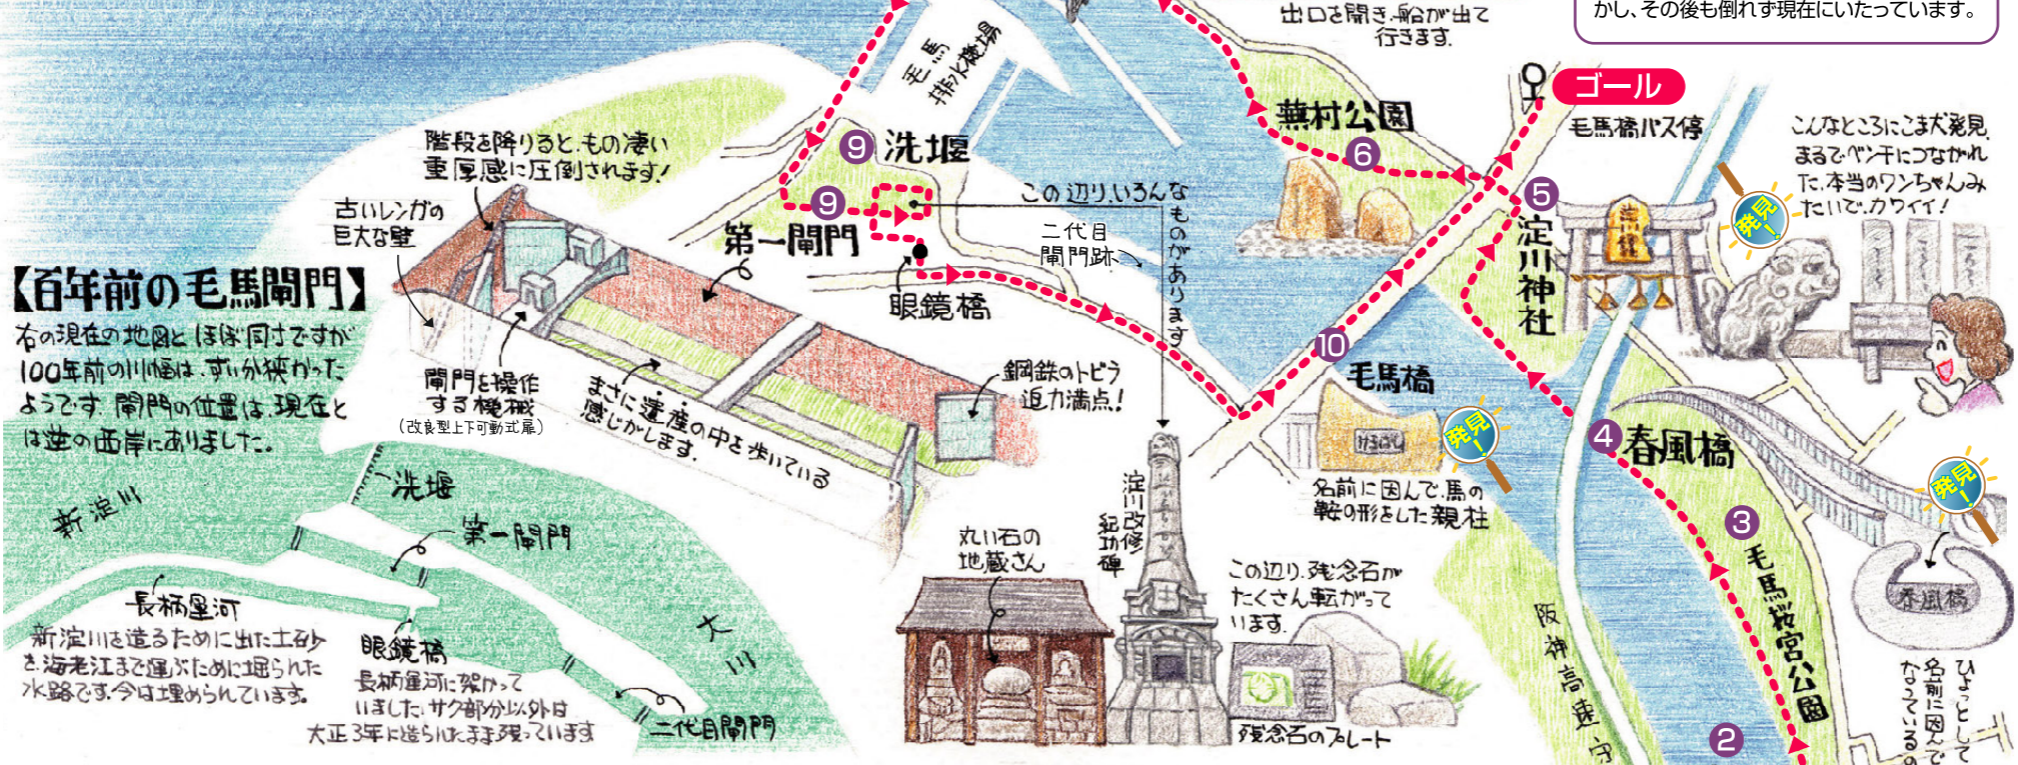 出口を開き、船が出て
行きます。
かし、その後も倒れず現在にいたっています。
毛馬
排水機場
ゴール
毛馬橋バス停
蕪村公園
6
5
淀川神社
発見!
こんなところにこま犬発見。
まるでベンチにつながれ
た、本当のワンちゃんみ
たいで、カワイイ!
9 洗堰
9
この辺り、いろんなものがあります
二代目
閘門跡
眼鏡橋
階段を降りると、もの凄い
重厚感に圧倒されます!
古いレンガの
巨大な壁
第一閘門
閘門を操作
する機械
(改良型上下可動式扉)
まさに遺産の中を歩いている
感じがします。
鋼鉄のトビラ
迫力満点!
【百年前の毛馬閘門】
右の現在の地図とほぼ同寸ですが
100年前の川幅は、ずいぶん狭かった
ようです。閘門の位置は、現在と
は逆の西岸にありました。
新淀川
洗堰
第一閘門
長柄運河
新淀川を造るために出た土砂
を、海老江まで運ぶために堀られた
水路です。今は埋められています。
眼鏡橋
長柄運河に架かって
いました。サク部分以外は
大正3年に造られたまま残っています
二代目閘門
大川
丸い石の
地蔵さん
淀川改修
紀功碑
この辺り、残念石が
たくさん転がって
います。
残念石のプレート
10
毛馬橋
けまばし
発見!
名前に因んで、馬の
鞍の形をした親柱
4
春風橋
発見!
春風橋
3
毛馬桜宮公園
2
阪神高速守
ひょっとして
名前に因んで
なっているの